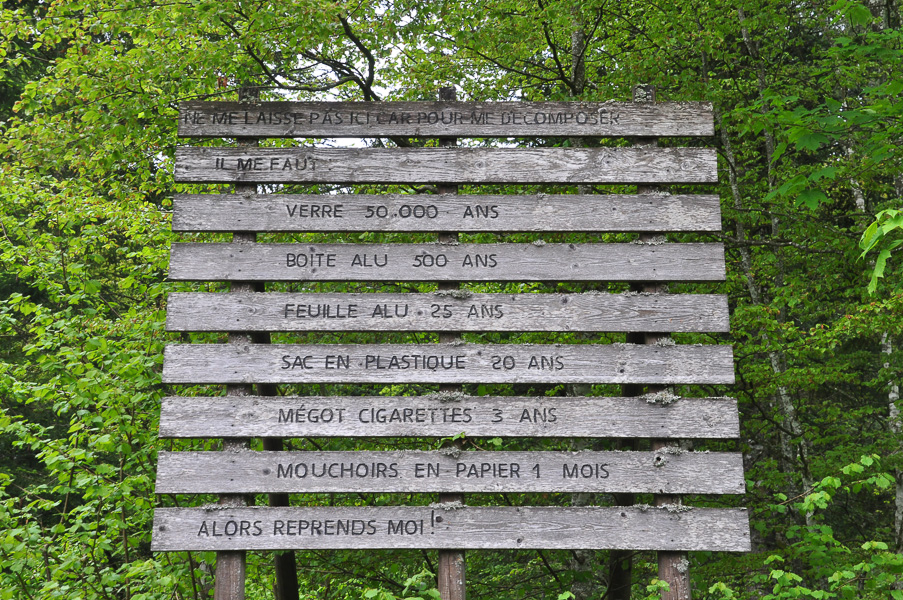 NE ME LAISSE PAS ICI CAR POUR ME DECOMPOSER
IL ME FAUT
VERRE 50.000 ANS
BOITE ALU 500 ANS
FEUILLE ALU 25 ANS
SAC EN PLASTIQUE 20 ANS
MÉGOT CIGARETTES 3 ANS
MOUCHOIRS EN PAPIER 1 MOIS
ALORS REPRENDS MOI !